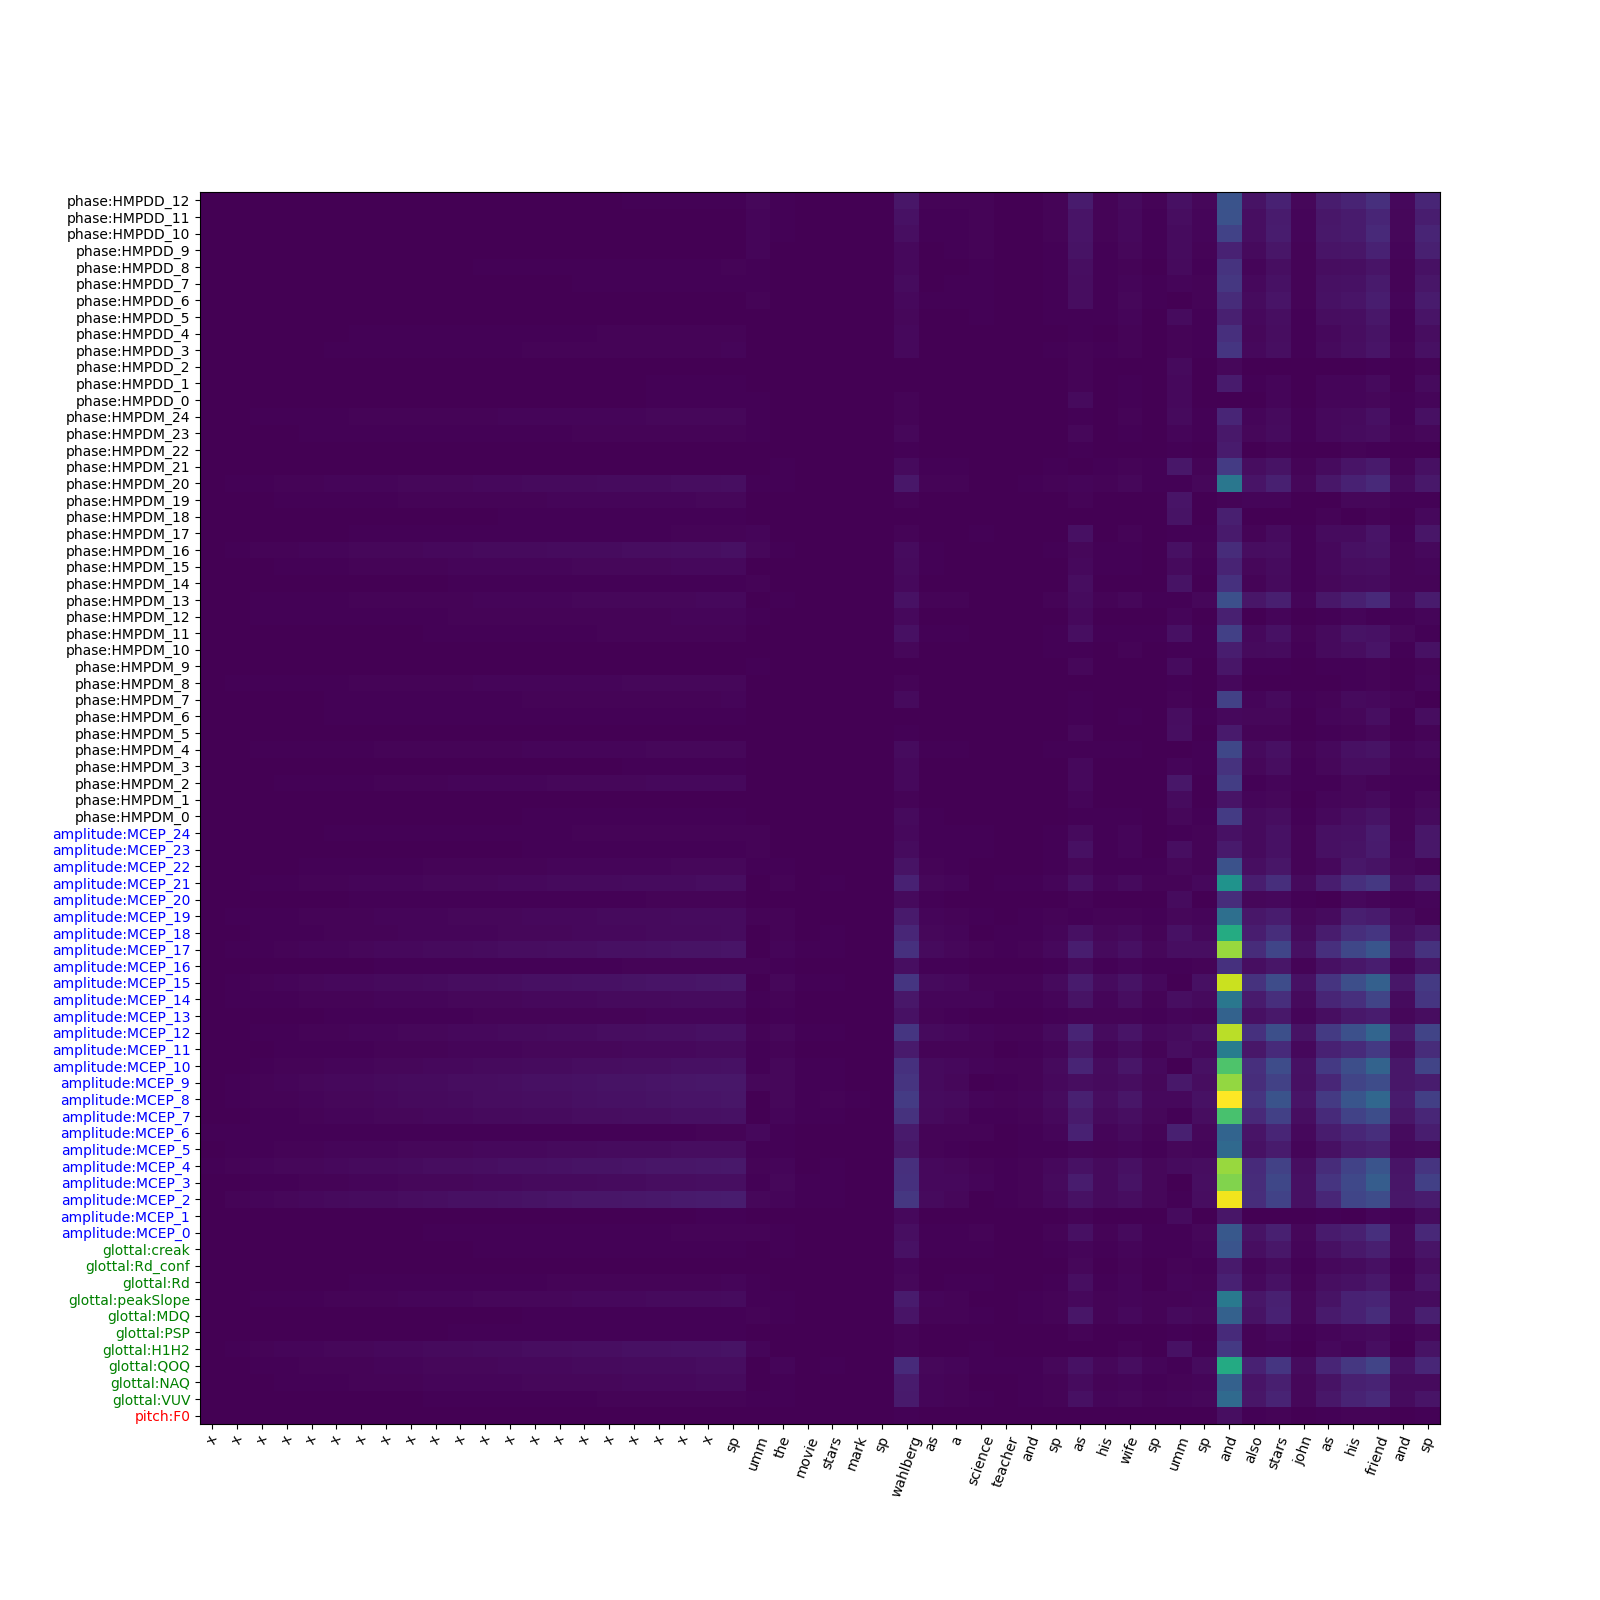 phase:HMPDD_12
phase:HMPDD_11
phase:HMPDD_10
phase:HMPDD_9
phase:HMPDD_8
phase:HMPDD_7
phase:HMPDD_6
phase:HMPDD_5
phase:HMPDD_4
phase:HMPDD_3
phase:HMPDD_2
phase:HMPDD_1
phase:HMPDD_0
phase:HMPDM_24
phase:HMPDM_23
phase:HMPDM_22
phase:HMPDM_21
phase:HMPDM_20
phase:HMPDM_19
phase:HMPDM_18
phase:HMPDM_17
phase:HMPDM_16
phase:HMPDM_15
phase:HMPDM_14
phase:HMPDM_13
phase:HMPDM_12
phase:HMPDM_11
phase:HMPDM_10
phase:HMPDM_9
phase:HMPDM_8
phase:HMPDM_7
phase:HMPDM_6
phase:HMPDM_5
phase:HMPDM_4
phase:HMPDM_3
phase:HMPDM_2
phase:HMPDM_1
phase:HMPDM_0
amplitude:MCEP_24
amplitude:MCEP_23
amplitude:MCEP_22
amplitude:MCEP_21
amplitude:MCEP_20
amplitude:MCEP_19
amplitude:MCEP_18
amplitude:MCEP_17
amplitude:MCEP_16
amplitude:MCEP_15
amplitude:MCEP_14
amplitude:MCEP_13
amplitude:MCEP_12
amplitude:MCEP_11
amplitude:MCEP_10
amplitude:MCEP_9
amplitude:MCEP_8
amplitude:MCEP_7
amplitude:MCEP_6
amplitude:MCEP_5
amplitude:MCEP_4
amplitude:MCEP_3
amplitude:MCEP_2
amplitude:MCEP_1
amplitude:MCEP_0
glottal:creak
glottal:Rd_conf
glottal:Rd
glottal:peakSlope
glottal:MDQ
glottal:PSP
glottal:H1H2
glottal:QOQ
glottal:NAQ
glottal:VUV
pitch:F0
x x x x x x x x x x x x x x x x x x x x x sp umm the movie stars mark sp wahlberg as a science teacher and sp as his wife sp umm sp and also stars john as his friend and sp